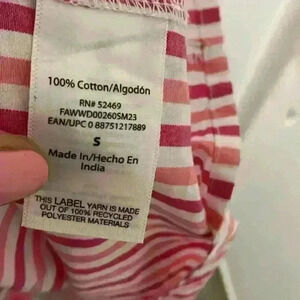 100% Cotton/Algodón
RN# 52469
FAWWD00260SM23
EAN/UPC 0 88751217889
S
Made In/Hecho En
India
THIS LABEL YARN IS MADE
OUT OF 100% RECYCLED
POLYESTER MATERIALS